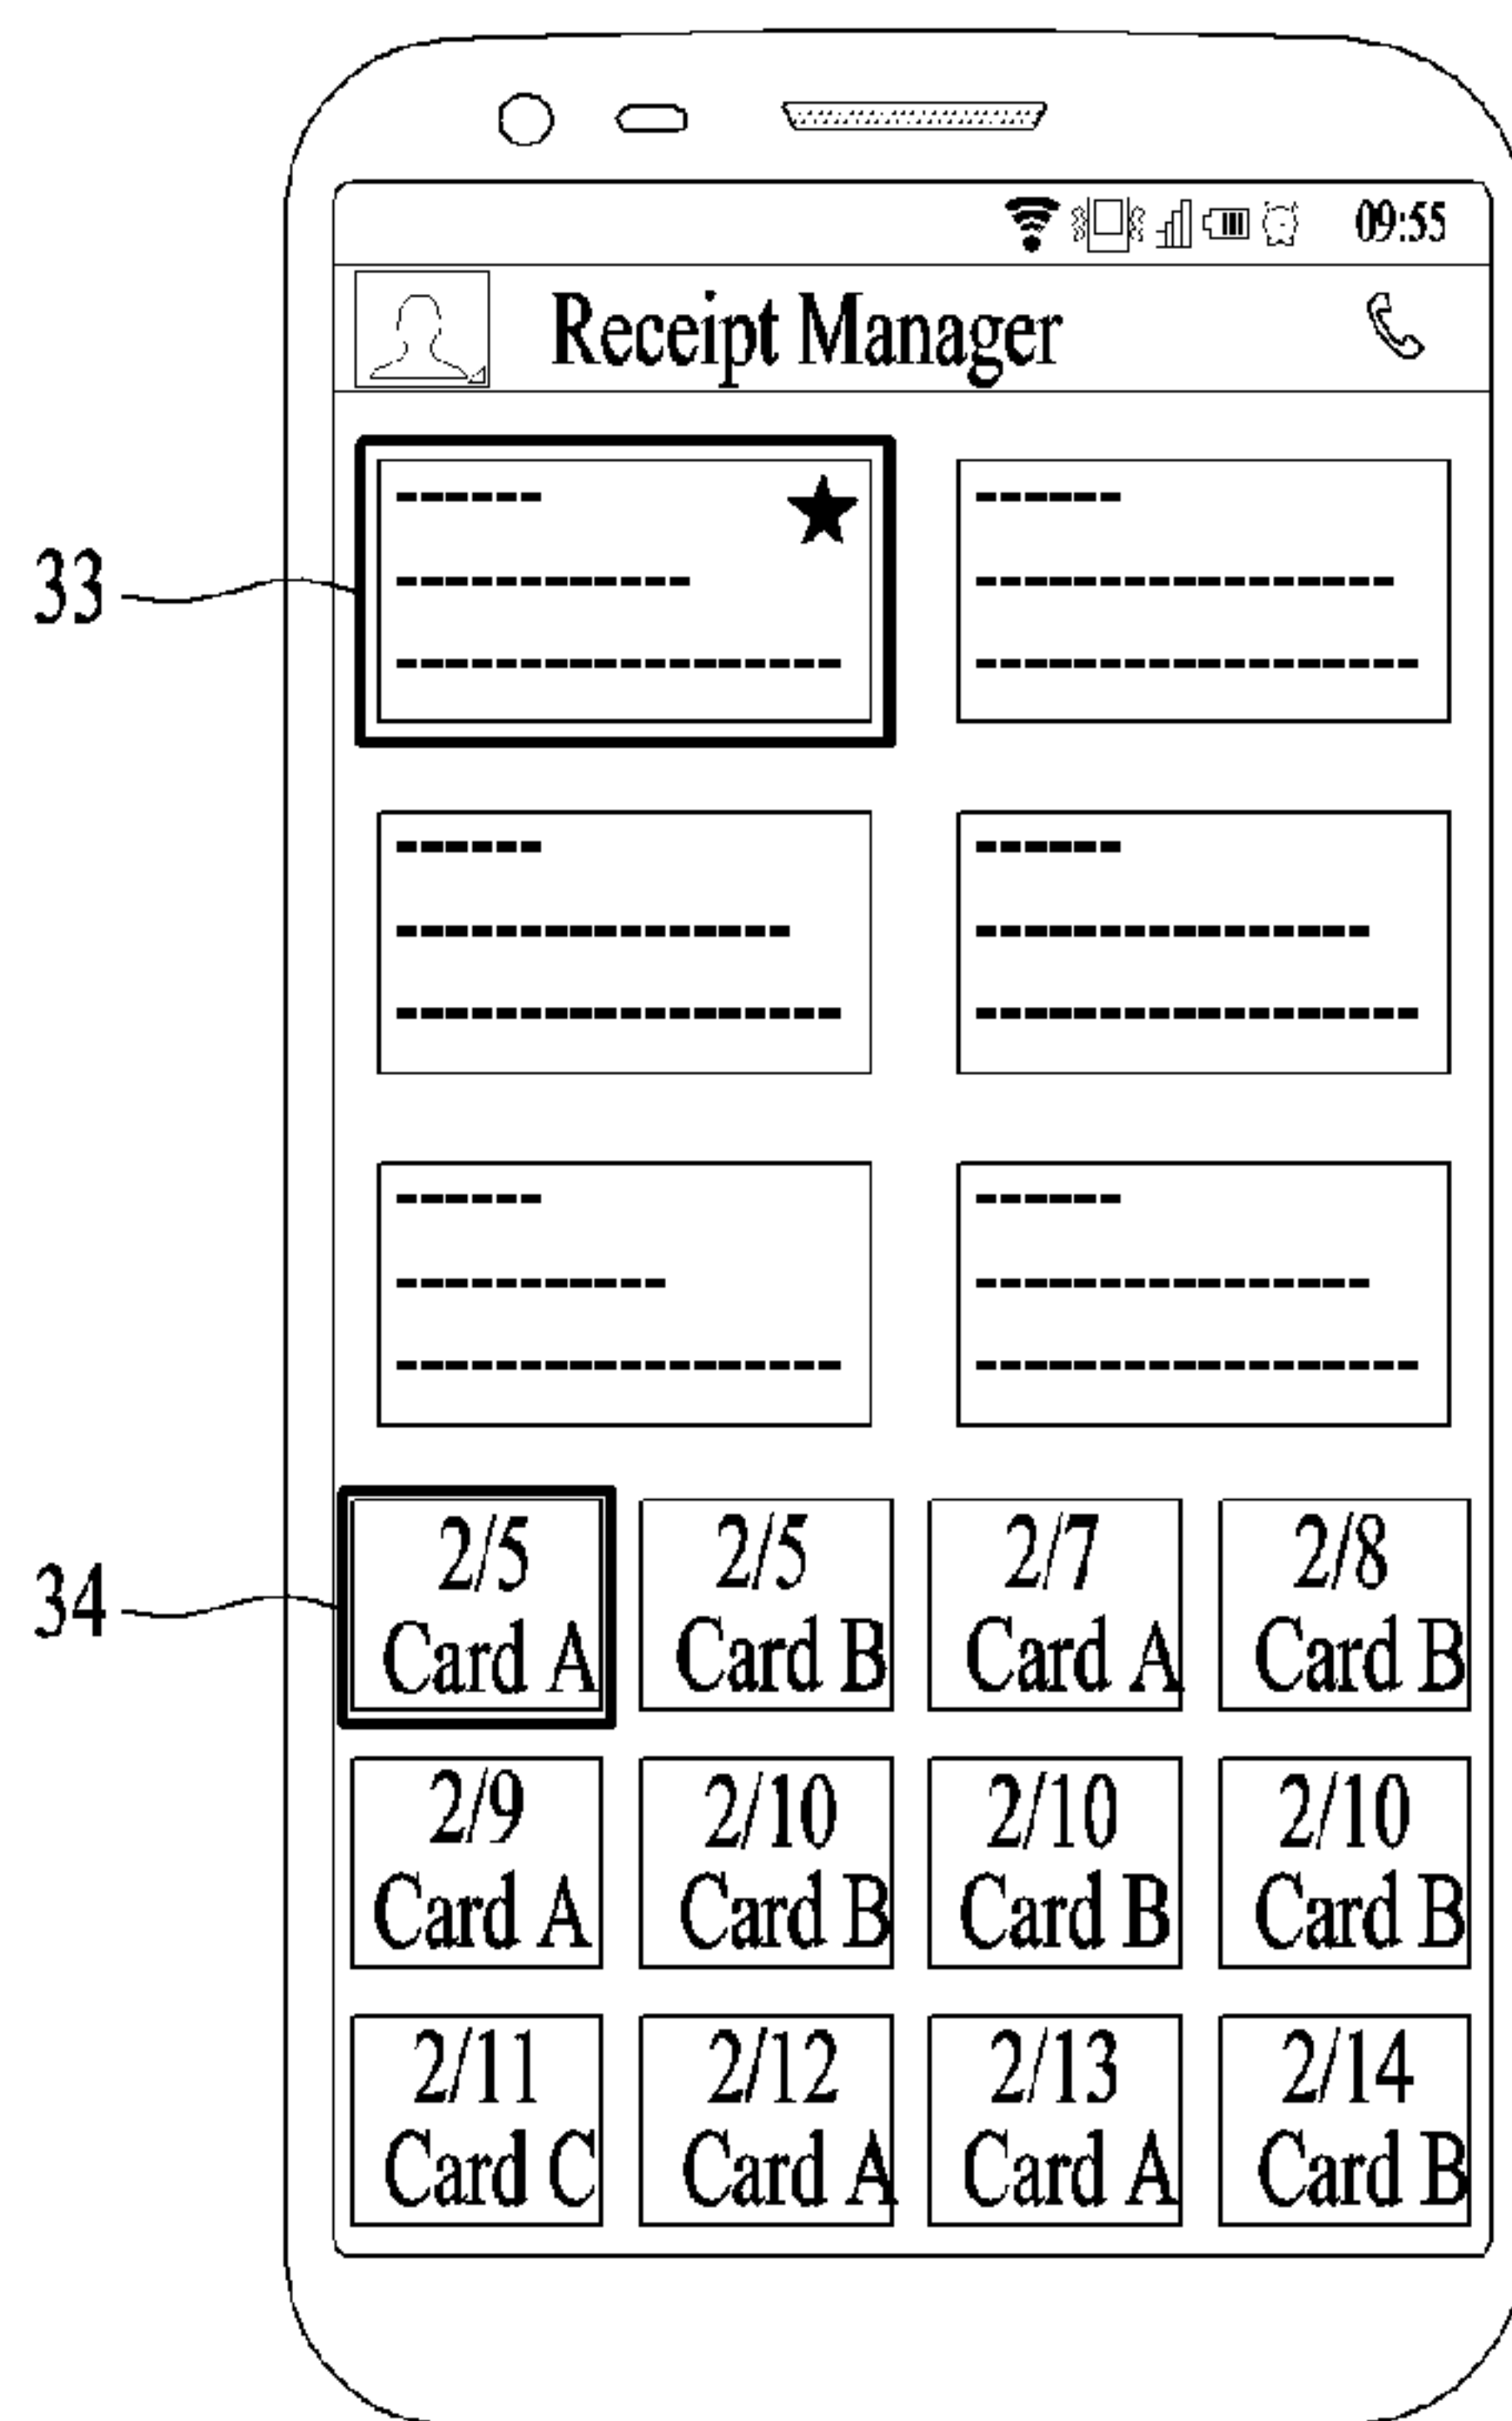 09:55
Receipt Manager
33
34
2/5 2/5 2/7 2/8
Card A Card B Card A Card B
2/9 2/10 2/10 2/10
Card A Card B Card B Card B
2/11 2/12 2/13 2/14
Card C Card A Card A Card B